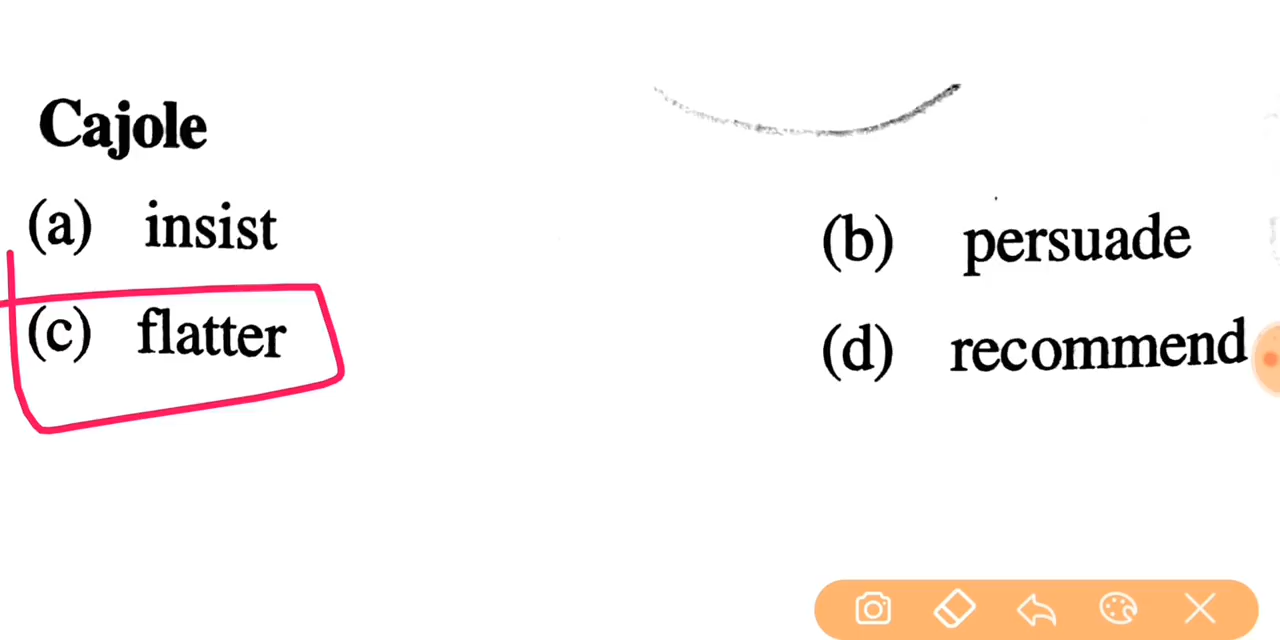 Cajole
(a) insist (b) persuade
(c) flatter (d) recommend